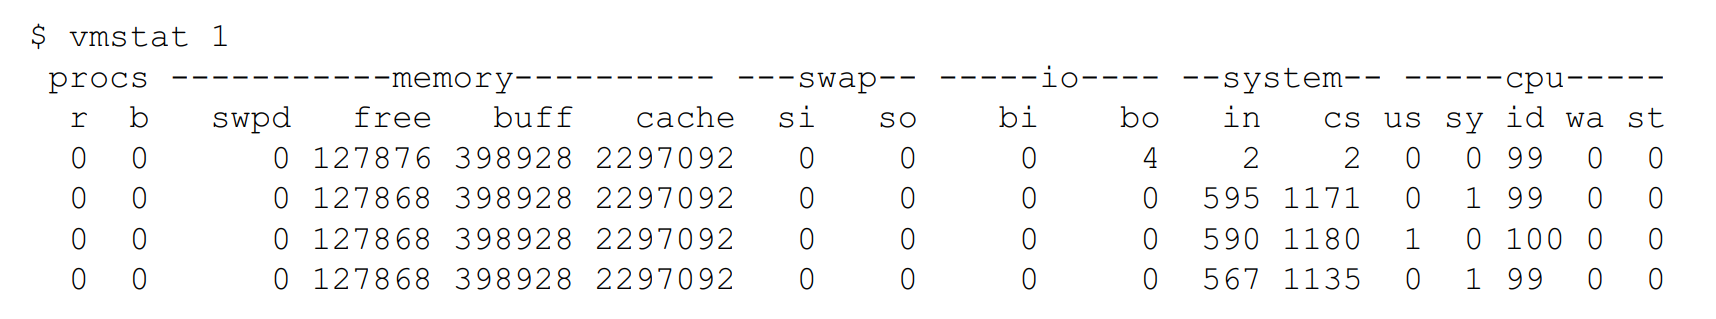 $ vmstat 1
procs -----------memory---------- ---swap-- -----io---- --system-- -----cpu-----
r b swpd free buff cache si so bi bo in cs us sy id wa st
0 0 0 127876 398928 2297092 0 0 0 4 2 2 0 0 99 0 0
0 0 0 127868 398928 2297092 0 0 0 0 595 1171 0 1 99 0 0
0 0 0 127868 398928 2297092 0 0 0 0 590 1180 1 0 100 0 0
0 0 0 127868 398928 2297092 0 0 0 0 567 1135 0 1 99 0 0